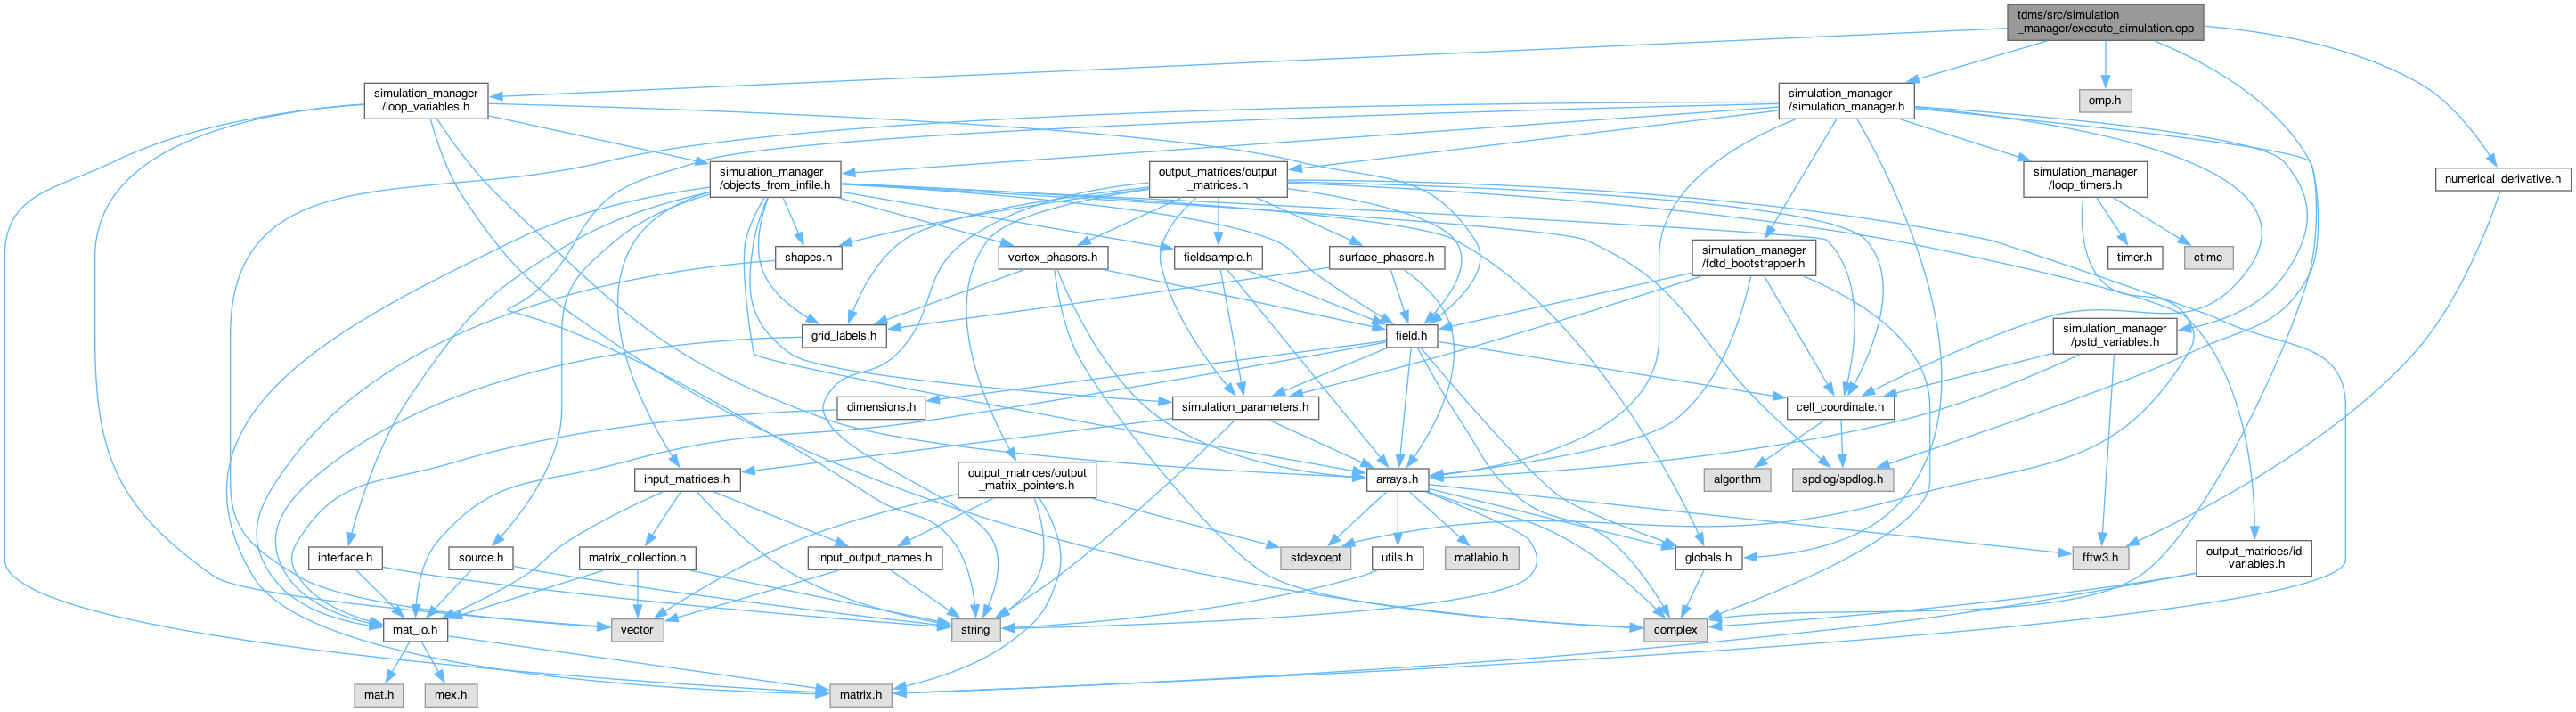 tdms/src/simulation
_manager/execute_simulation.cpp
simulation_manager
/loop_variables.h
simulation_manager
/simulation_manager.h
omp.h
simulation_manager
/objects_from_infile.h
output_matrices/output
_matrices.h
simulation_manager
/loop_timers.h
numerical_derivative.h
shapes.h
vertex_phasors.h
fieldsample.h
surface_phasors.h
simulation_manager
/fdtd_bootstrapper.h
timer.h
ctime
grid_labels.h
field.h
simulation_manager
/pstd_variables.h
dimensions.h
simulation_parameters.h
cell_coordinate.h
input_matrices.h
output_matrices/output
_matrix_pointers.h
arrays.h
algorithm
spdlog/spdlog.h
interface.h
source.h
matrix_collection.h
input_output_names.h
stdexcept
utils.h
matlabio.h
globals.h
fftw3.h
output_matrices/id
_variables.h
mat_io.h
vector
string
complex
mat.h
mex.h
matrix.h